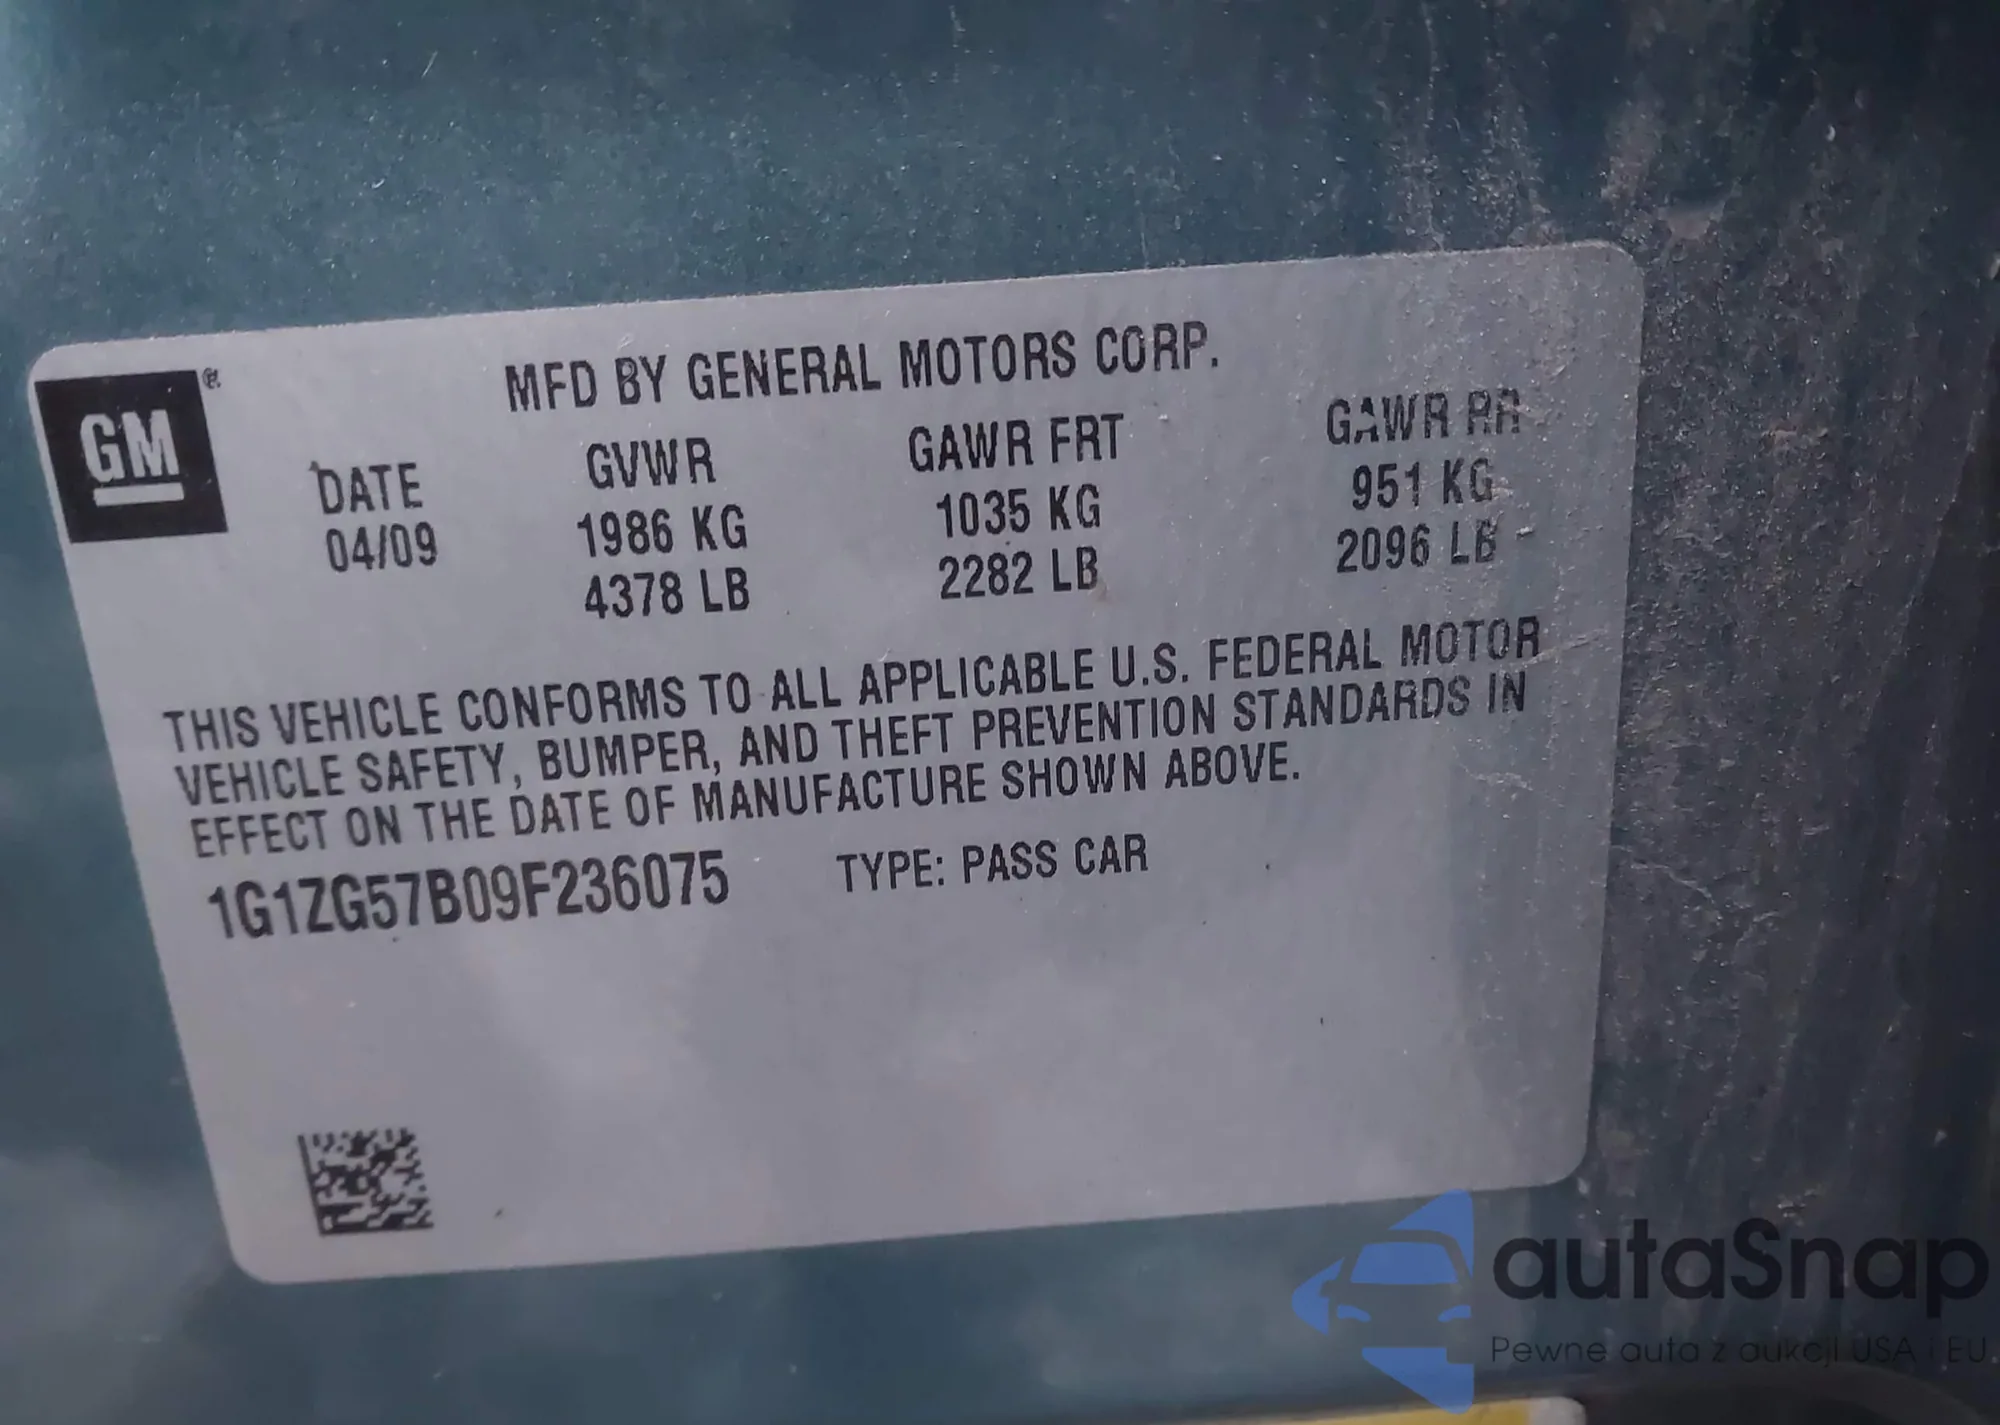 GM
MFD BY GENERAL MOTORS CORP.
DATE GVWR GAWR FRT GAWR RR
04/09 1986 KG 1035 KG 951 KG
4378 LB 2282 LB 2096 LB
THIS VEHICLE CONFORMS TO ALL APPLICABLE U.S. FEDERAL MOTOR
VEHICLE SAFETY, BUMPER, AND THEFT PREVENTION STANDARDS IN
EFFECT ON THE DATE OF MANUFACTURE SHOWN ABOVE.
1G1ZG57B09F236075 TYPE: PASS CAR
autaSnap
Pewne auta z aukcji USA i EU